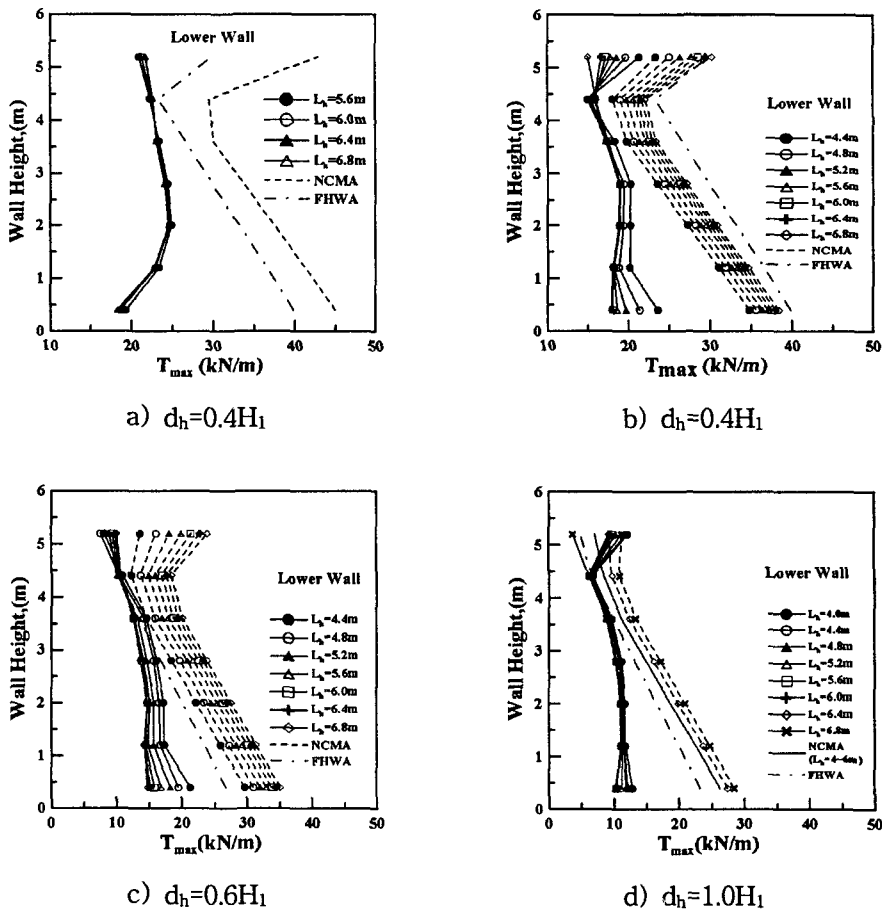 6
5
4
3
2
1
0
Wall Height,(m)
Lower Wall
Lₕ=5.6m
Lₕ=6.0m
Lₕ=6.4m
Lₕ=6.8m
NCMA
FHWA
10 20 30 40 50
Tmax (kN/m)
a) dₕ=0.4H₁
6
5
4
3
2
1
0
Wall Height,(m)
Lower Wall
Lₕ=4.4m
Lₕ=4.8m
Lₕ=5.2m
Lₕ=5.6m
Lₕ=6.0m
Lₕ=6.4m
Lₕ=6.8m
NCMA
FHWA
10 20 30 40 50
Tmax (kN/m)
b) dₕ=0.4H₁
6
5
4
3
2
1
0
Wall Height,(m)
Lower Wall
Lₕ=4.4m
Lₕ=4.8m
Lₕ=5.2m
Lₕ=5.6m
Lₕ=6.0m
Lₕ=6.4m
Lₕ=6.8m
NCMA
FHWA
0 10 20 30 40 50
Tmax(kN/m)
c) dₕ=0.6H₁
6
5
4
3
2
1
0
Wall Height,(m)
Lower Wall
Lₕ=4.0m
Lₕ=4.4m
Lₕ=4.8m
Lₕ=5.2m
Lₕ=5.6m
Lₕ=6.0m
Lₕ=6.4m
Lₕ=6.8m
NCMA
(Lₕ=4~6m)
FHWA
0 10 20 30 40 50
Tmax(kN/m)
d) dₕ=1.0H₁